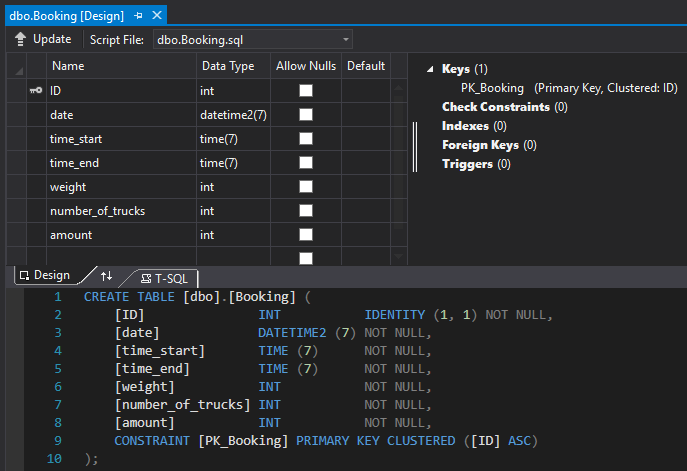 dbo.Booking [Design]
Update Script File: dbo.Booking.sql
Name Data Type Allow Nulls Default
ID int
date datetime2(7)
time_start time(7)
time_end time(7)
weight int
number_of_trucks int
amount int
Keys (1)
PK_Booking (Primary Key, Clustered: ID)
Check Constraints (0)
Indexes (0)
Foreign Keys (0)
Triggers (0)
Design T-SQL
1 CREATE TABLE [dbo].[Booking] (
2 [ID] INT IDENTITY (1, 1) NOT NULL,
3 [date] DATETIME2 (7) NOT NULL,
4 [time_start] TIME (7) NOT NULL,
5 [time_end] TIME (7) NOT NULL,
6 [weight] INT NOT NULL,
7 [number_of_trucks] INT NOT NULL,
8 [amount] INT NOT NULL,
9 CONSTRAINT [PK_Booking] PRIMARY KEY CLUSTERED ([ID] ASC)
10 );